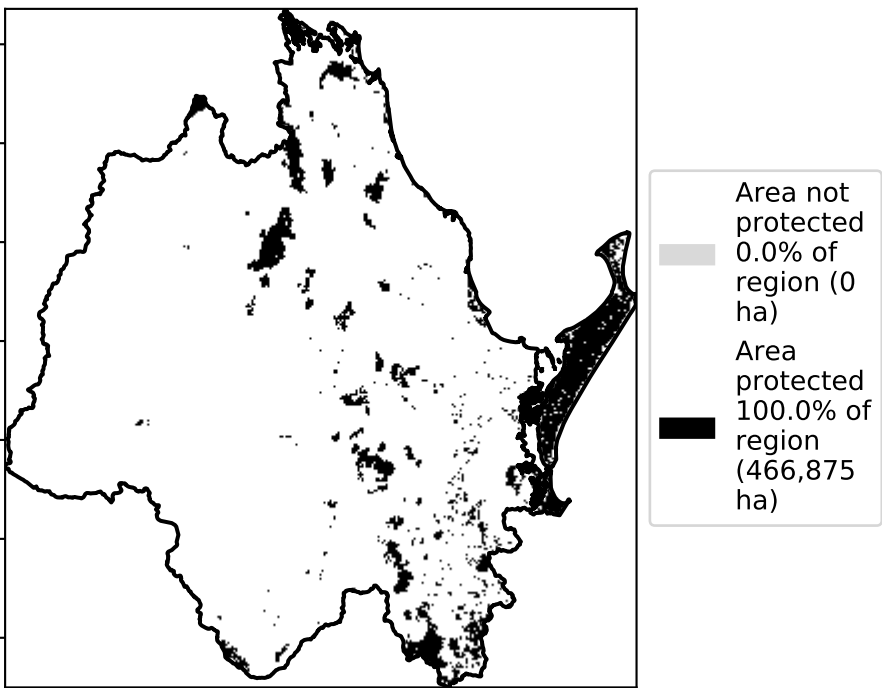 Area not
protected
0.0% of
region (0
ha)
Area
protected
100.0% of
region
(466,875
ha)